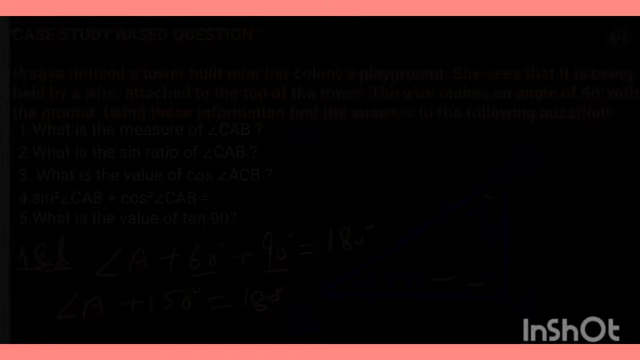 CASE STUDY BASED QUESTION
Pragya noticed a tower built near her colony's playground. She sees that it is being
held by a wire, attached to the top of the tower. The wire makes an angle of 60° with
the ground. Using these information find the answers to the following questions
1.What is the measure of ∠CAB ?
2.What is the sin ratio of ∠CAB ?
3. What is the value of cos ∠ACB ?
4 sin²∠CAB + cos²∠CAB =
5.What is the value of tan 90?
∠A + 60° + 90° = 180°
∠A + 150° = 180°
InShOt